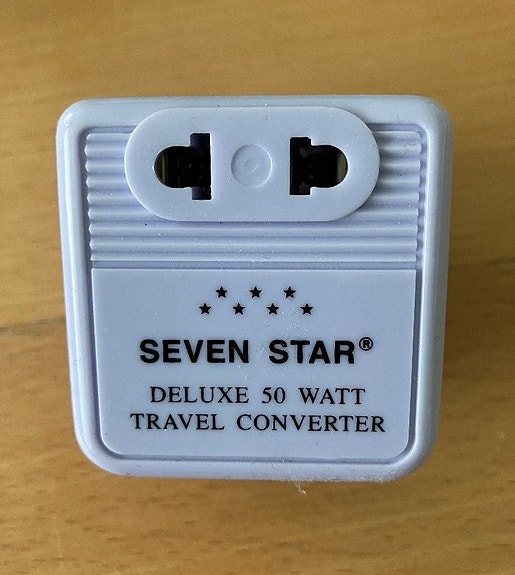 SEVEN STAR®
DELUXE 50 WATT
TRAVEL CONVERTER